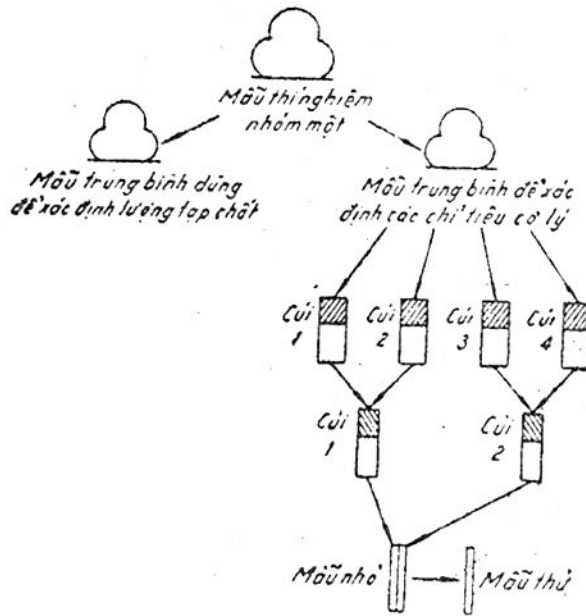 Mẫu thí nghiệm
nhóm một
Mẫu trung bình dùng
để xác định lượng tạp chất
Mẫu trung bình để xác
định các chỉ tiêu cơ lý
Cúi
1
Cúi
2
Cúi
3
Cúi
4
Cúi
1
Cúi
2
Mẫu nhỏ
Mẫu thử